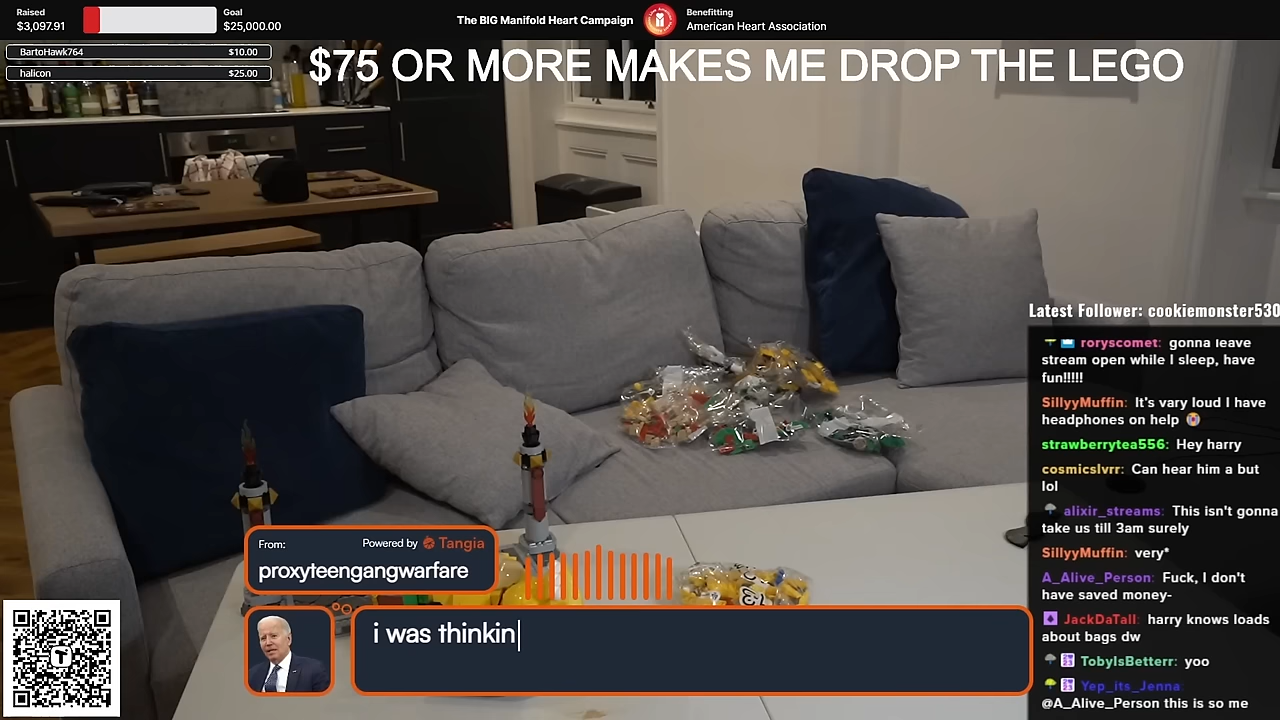 Raised
$3,097.91
Goal
$25,000.00
The BIG Manifold Heart Campaign
Benefitting
American Heart Association
BartoHawk764 $10.00
halicon $25.00
$75 OR MORE MAKES ME DROP THE LEGO
Latest Follower: cookiemonster530
roryscomet: gonna leave
stream open while I sleep, have
fun!!!!!
SillyyMuffin: It's vary loud I have
headphones on help
strawberrytea556: Hey harry
cosmicslvrr: Can hear him a but
lol
alixir_streams: This isn't gonna
take us till 3am surely
SillyyMuffin: very*
A_Alive_Person: Fuck, I don't
have saved money-
JackDaTall: harry knows loads
about bags dw
TobyIsBetterr: yoo
Yep_its_Jenna:
@A_Alive_Person this is so me
From: Powered by Tangia
proxyteengangwarfare
i was thinkin